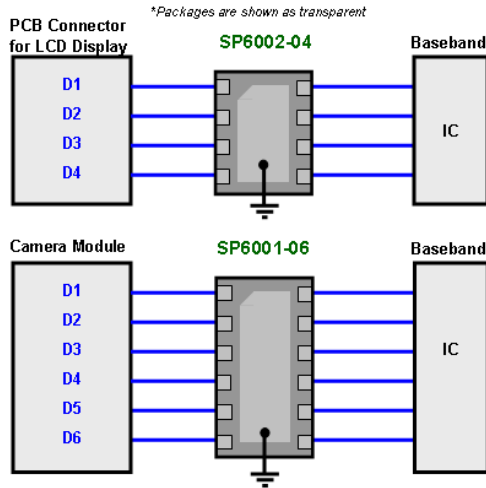 *Packages are shown as transparent
PCB Connector
for LCD Display
SP6002-04
Baseband
D1
D2
D3
D4
IC
Camera Module
SP6001-06
Baseband
D1
D2
D3
D4
D5
D6
IC